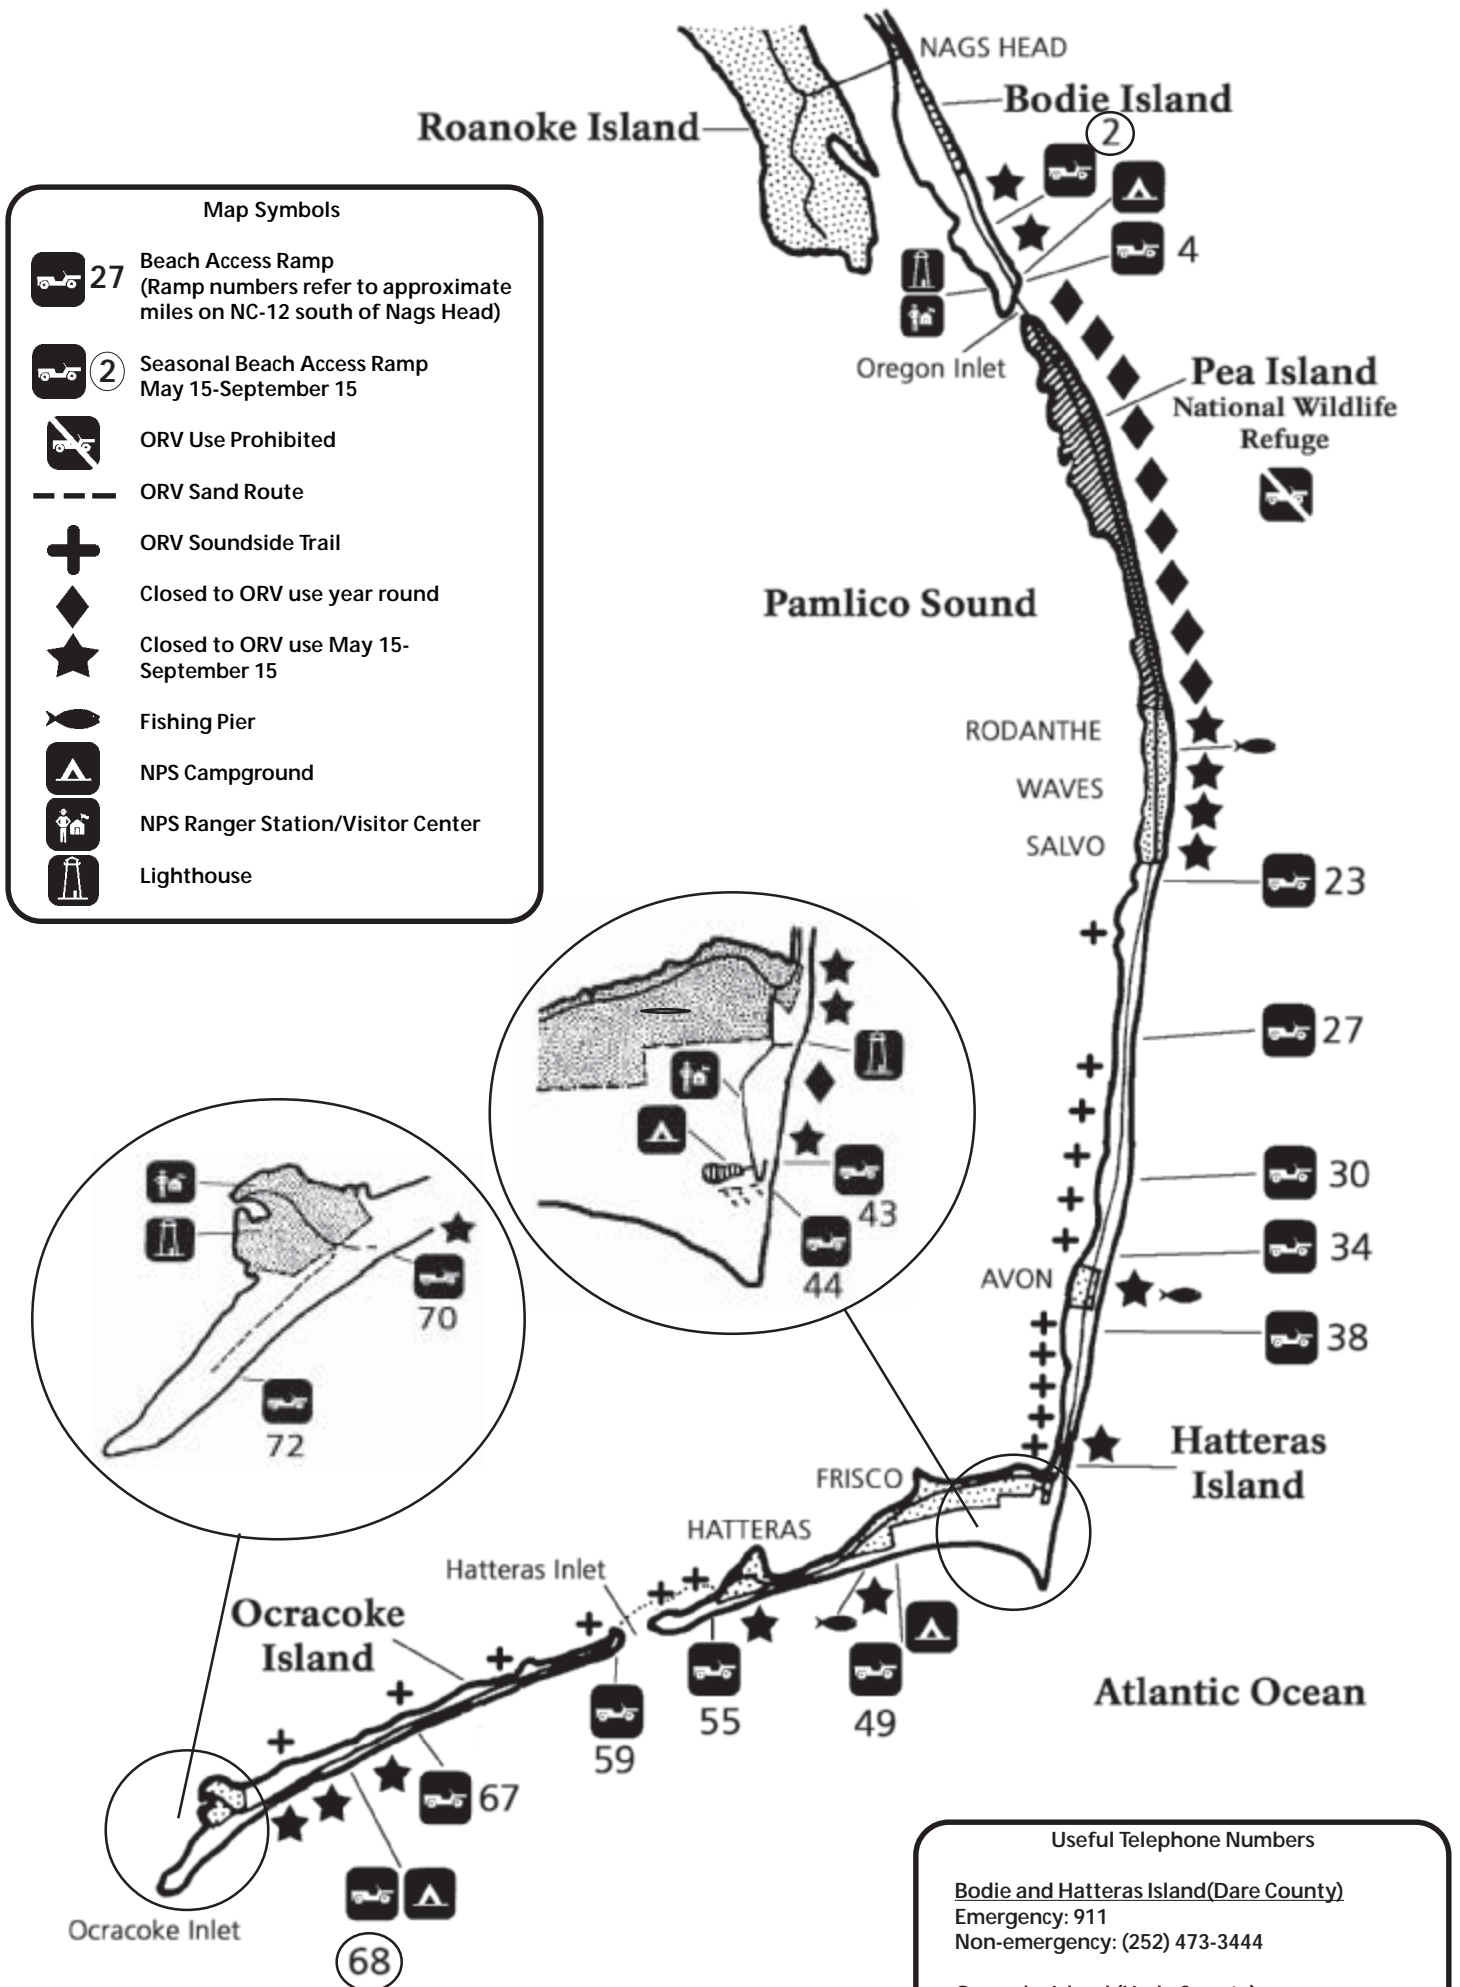 NAGS HEAD
Bodie Island
Roanoke Island
2
4
Map Symbols
27
Beach Access Ramp
(Ramp numbers refer to approximate
miles on NC-12 south of Nags Head)
2
Seasonal Beach Access Ramp
May 15-September 15
ORV Use Prohibited
ORV Sand Route
ORV Soundside Trail
Closed to ORV use year round
Closed to ORV use May 15-
September 15
Fishing Pier
NPS Campground
NPS Ranger Station/Visitor Center
Lighthouse
Oregon Inlet
Pea Island
National Wildlife
Refuge
Pamlico Sound
RODANTHE
WAVES
SALVO
23
27
30
34
AVON
38
43
44
70
72
Hatteras
Island
FRISCO
HATTERAS
Hatteras Inlet
Ocracoke
Island
Atlantic Ocean
55
49
59
67
68
Ocracoke Inlet
Useful Telephone Numbers
Bodie and Hatteras Island(Dare County)
Emergency: 911
Non-emergency: (252) 473-3444